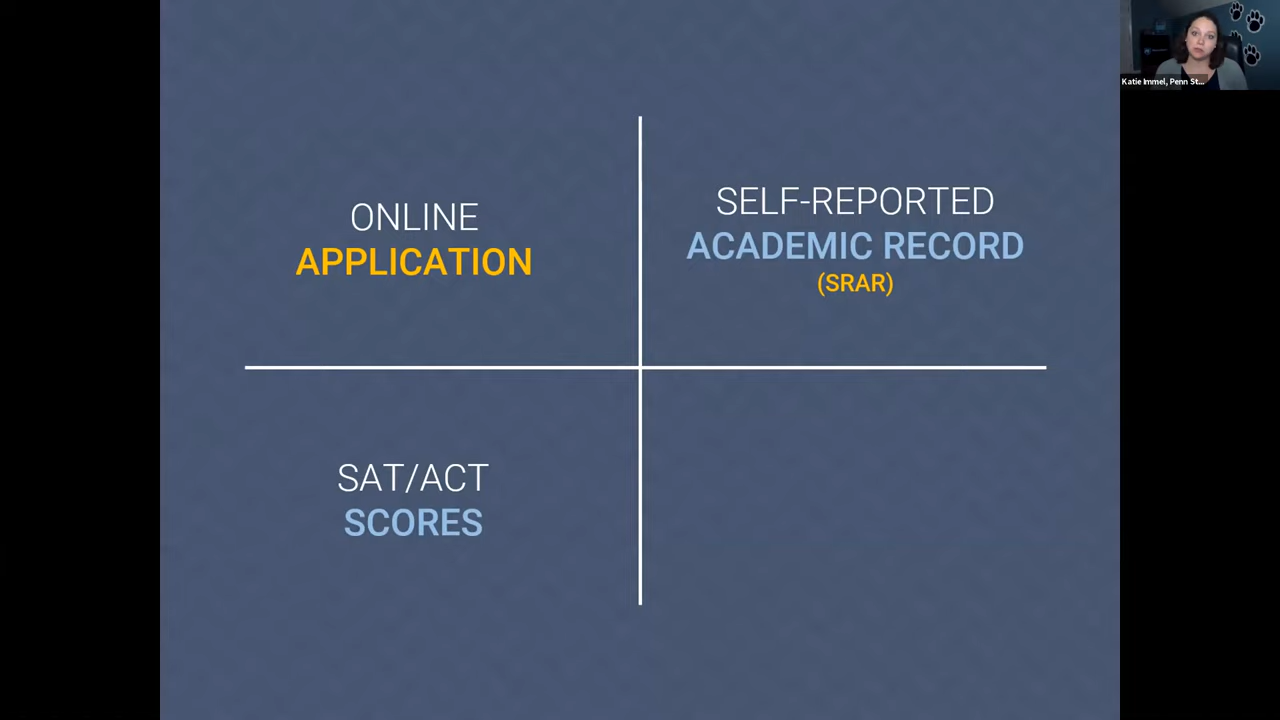 Katie Immel, Penn St...
ONLINE
APPLICATION
SELF-REPORTED
ACADEMIC RECORD
(SRAR)
SAT/ACT
SCORES